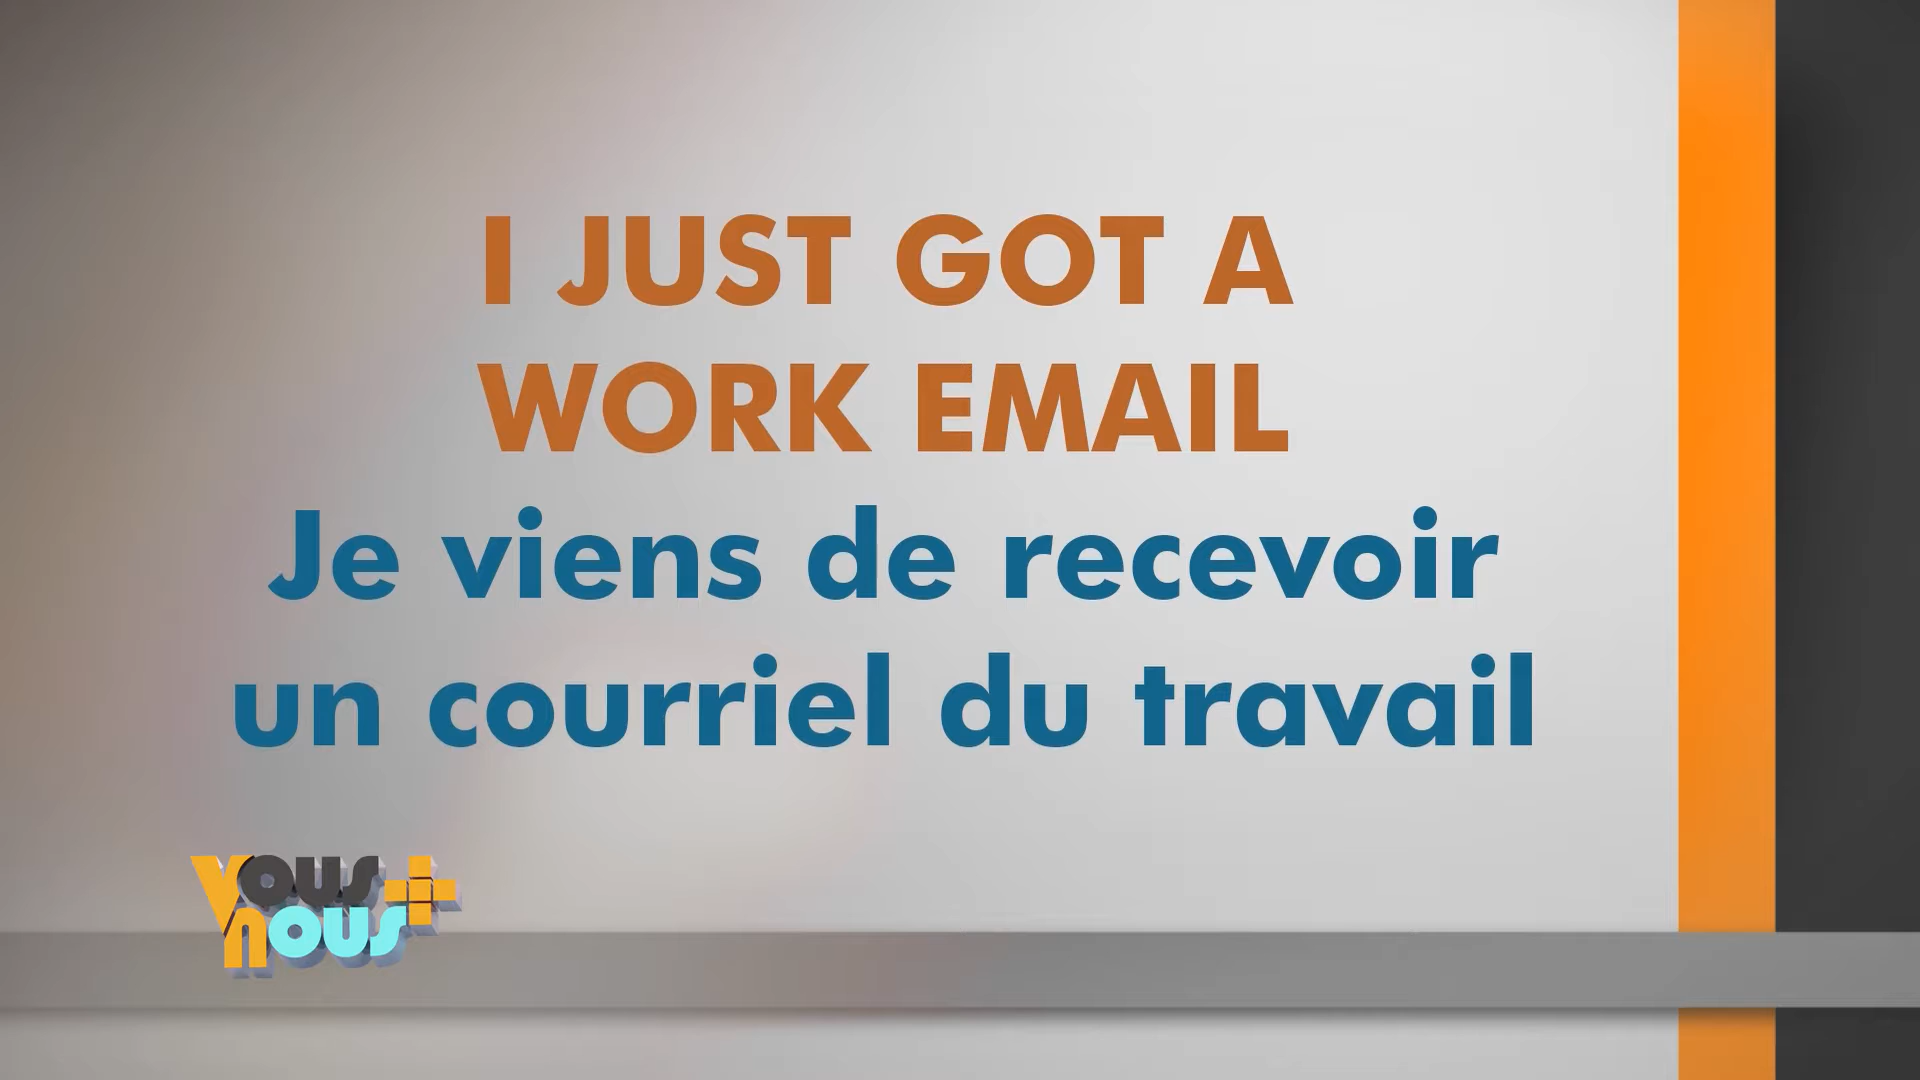 I JUST GOT A
WORK EMAIL
Je viens de recevoir
un courriel du travail
vous
nous+